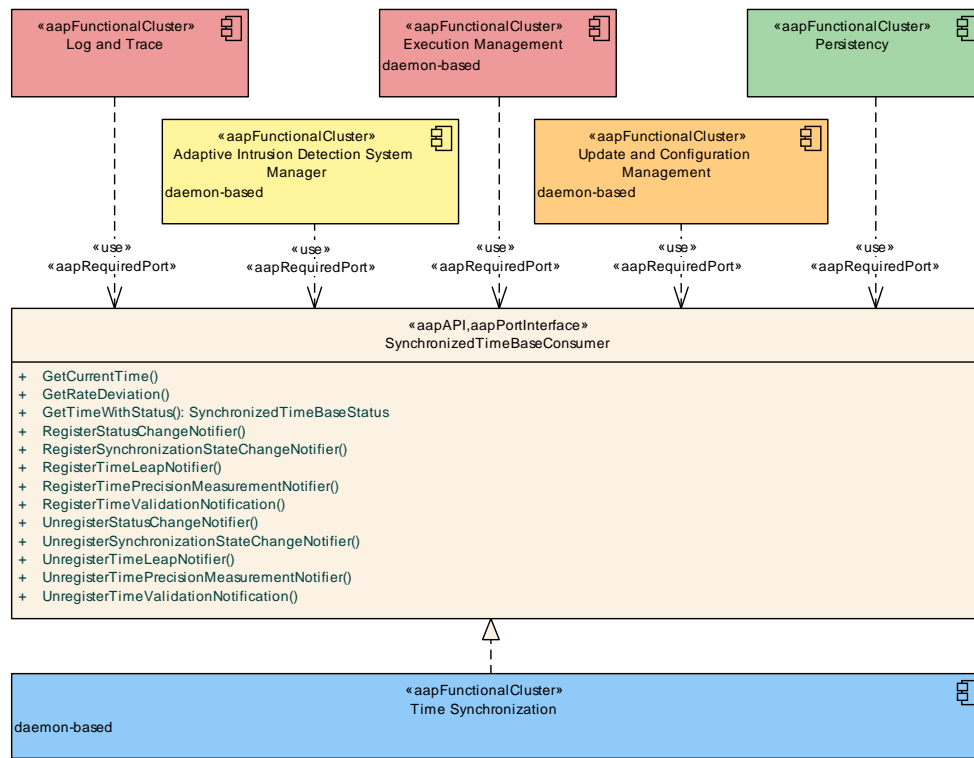 «aapFunctionalCluster»
Log and Trace
«aapFunctionalCluster»
Execution Management
daemon-based
«aapFunctionalCluster»
Persistency
«aapFunctionalCluster»
Adaptive Intrusion Detection System
Manager
daemon-based
«aapFunctionalCluster»
Update and Configuration
Management
daemon-based
«use»
«aapRequiredPort»
«use»
«aapRequiredPort»
«use»
«aapRequiredPort»
«use»
«aapRequiredPort»
«use»
«aapRequiredPort»
«aapAPI,aapPortInterface»
SynchronizedTimeBaseConsumer
+ GetCurrentTime()
+ GetRateDeviation()
+ GetTimeWithStatus(): SynchronizedTimeBaseStatus
+ RegisterStatusChangeNotifier()
+ RegisterSynchronizationStateChangeNotifier()
+ RegisterTimeLeapNotifier()
+ RegisterTimePrecisionMeasurementNotifier()
+ RegisterTimeValidationNotification()
+ UnregisterStatusChangeNotifier()
+ UnregisterSynchronizationStateChangeNotifier()
+ UnregisterTimeLeapNotifier()
+ UnregisterTimePrecisionMeasurementNotifier()
+ UnregisterTimeValidationNotification()
«aapFunctionalCluster»
Time Synchronization
daemon-based